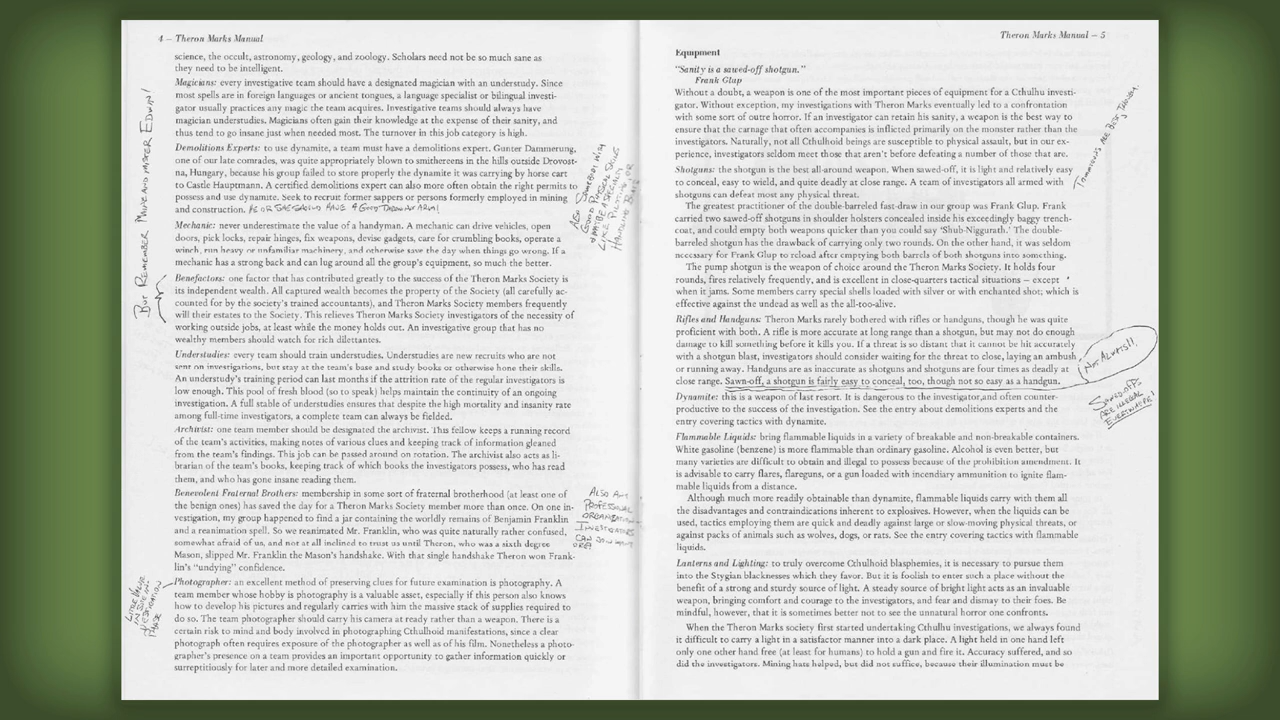 4 — Theron Marks Manual
science, the occult, astronomy, geology, and zoology. Scholars need not be so much sane as
they need to be intelligent.
Magicians: every investigative team should have a designated magician with an understudy. Since
most spells are in foreign languages or ancient tongues, a language specialist or bilingual investi-
gator usually practices any magic the team acquires. Investigative teams should always have
magician understudies. Magicians often gain their knowledge at the expense of their sanity, and
thus tend to go insane just when needed most. The turnover in this job category is high.
Demolitions Experts: to use dynamite, a team must have a demolitions expert. Gunter Dammerung,
one of our late comrades, was quite appropriately blown to smithereens in the hills outside Drovost-
na, Hungary, because his group failed to store properly the dynamite it was carrying by horse cart
to Castle Hauptmann. A certified demolitions expert can also more often obtain the right permits to
possess and use dynamite. Seek to recruit former sappers or persons formerly employed in mining
and construction.
Mechanic: never underestimate the value of a handyman. A mechanic can drive vehicles, open
doors, pick locks, repair hinges, fix weapons, devise gadgets, care for crumbling books, operate a
winch, run heavy or unfamiliar machinery, and otherwise save the day when things go wrong. If a
mechanic has a strong back and can lug around all the group's equipment, so much the better.
Benefactors: one factor that has contributed greatly to the success of the Theron Marks Society is
its independent wealth. All captured wealth becomes the property of the Society (all carefully ac-
counted for by the society's trained accountants), and Theron Marks Society members frequently
will their estates to the Society. This relieves Theron Marks Society investigators of the necessity of
working outside jobs, at least while the money holds out. An investigative group that has no
wealthy members should watch for rich dilettantes.
Understudies: every team should train understudies. Understudies are new recruits who are not
sent on investigations, but stay at the team's base and study books or otherwise hone their skills.
An understudy's training period can last months if the attrition rate of the regular investigators is
low enough. This pool of fresh blood (so to speak) helps maintain the continuity of an ongoing
investigation. A full stable of understudies ensures that despite the high mortality and insanity rate
among full-time investigators, a complete team can always be fielded.
Archivist: one team member should be designated the archivist. This fellow keeps a running record
of the team's activities, making notes of various clues and keeping track of information gleaned
from the team's findings. This job can be passed around on rotation. The archivist also acts as li-
brarian of the team's books, keeping track of which books the investigators possess, who has read
them, and who has gone insane reading them.
Benevolent Fraternal Brothers: membership in some sort of fraternal brotherhood (at least one of
the benign ones) has saved the day for a Theron Marks Society member more than once. On one in-
vestigation, my group happened to find a jar containing the worldly remains of Benjamin Franklin
and a reanimation spell. So we reanimated Mr. Franklin, who was quite naturally rather confused,
somewhat afraid of us, and not at all inclined to trust us until Theron, who was a sixth degree
Mason, slipped Mr. Franklin the Mason's handshake. With that single handshake Theron won Frank-
lin's "undying" confidence.
Photographer: an excellent method of preserving clues for future examination is photography. A
team member whose hobby is photography is a valuable asset, especially if this person also knows
how to develop his pictures and regularly carries with him the massive stack of supplies required to
do so. The team photographer should carry his camera at ready rather than a weapon. There is a
certain risk to mind and body involved in photographing Cthulhoid manifestations, since a clear
photograph often requires exposure of the photographer as well as of his film. Nonetheless a photo-
grapher's presence on a team provides an important opportunity to gather information quickly or
surreptitiously for later and more detailed examination.
But Remember Movie and Master Edwin!
Also any
professional
organization
investigators
can join
Theron Marks Manual — 5
Equipment
"Sanity is a sawed-off shotgun."
Frank Glup
Without a doubt, a weapon is one of the most important pieces of equipment for a Cthulhu investi-
gator. Without exception, my investigations with Theron Marks eventually led to a confrontation
with some sort of outre horror. If an investigator can retain his sanity, a weapon is the best way to
ensure that the carnage that often accompanies is inflicted primarily on the monster rather than the
investigators. Naturally, not all Cthulhoid beings are susceptible to physical assault, but in our ex-
perience, investigators seldom meet those that aren't before defeating a number of those that are.
Shotguns: the shotgun is the best all-around weapon. When sawed-off, it is light and relatively easy
to conceal, easy to wield, and quite deadly at close range. A team of investigators all armed with
shotguns can defeat most any physical threat.
The greatest practitioner of the double-barreled fast-draw in our group was Frank Glup. Frank
carried two sawed-off shotguns in shoulder holsters concealed inside his exceedingly baggy trench-
coat, and could empty both weapons quicker than you could say 'Shub-Niggurath.' The double-
barreled shotgun has the drawback of carrying only two rounds. On the other hand, it was seldom
necessary for Frank Glup to reload after emptying both barrels of both shotguns into something.
The pump shotgun is the weapon of choice around the Theron Marks Society. It holds four
rounds, fires relatively frequently, and is excellent in close-quarters tactical situations — except
when it jams. Some members carry special shells loaded with silver or with enchanted shot; which is
effective against the undead as well as the all-too-alive.
Rifles and Handguns: Theron Marks rarely bothered with rifles or handguns, though he was quite
proficient with both. A rifle is more accurate at long range than a shotgun, but may not do enough
damage to kill something before it kills you. If a threat is so distant that it cannot be hit accurately
with a shotgun blast, investigators should consider waiting for the threat to close, laying an ambush
or running away. Handguns are as inaccurate as shotguns and shotguns are four times as deadly at
close range. Sawn-off, a shotgun is fairly easy to conceal, too, though not so easy as a handgun.
Dynamite: this is a weapon of last resort. It is dangerous to the investigator,and often counter-
productive to the success of the investigation. See the entry about demolitions experts and the
entry covering tactics with dynamite.
Flammable Liquids: bring flammable liquids in a variety of breakable and non-breakable containers.
White gasoline (benzene) is more flammable than ordinary gasoline. Alcohol is even better, but
many varieties are difficult to obtain and illegal to possess because of the prohibition amendment. It
is advisable to carry flares, flareguns, or a gun loaded with incendiary ammunition to ignite flam-
mable liquids from a distance.
Although much more readily obtainable than dynamite, flammable liquids carry with them all
the disadvantages and contraindications inherent to explosives. However, when the liquids can be
used, tactics employing them are quick and deadly against large or slow-moving physical threats, or
against packs of animals such as wolves, dogs, or rats. See the entry covering tactics with flammable
liquids.
Lanterns and Lighting: to truly overcome Cthulhoid blasphemies, it is necessary to pursue them
into the Stygian blacknesses which they favor. But it is foolish to enter such a place without the
benefit of a strong and sturdy source of light. A steady source of bright light acts as an invaluable
weapon, bringing comfort and courage to the investigators, and fear and dismay to their foes. Be
mindful, however, that it is sometimes better not to see the unnatural horror one confronts.
When the Theron Marks society first started undertaking Cthulhu investigations, we always found
it difficult to carry a light in a satisfactor manner into a dark place. A light held in one hand left
only one other hand free (at least for humans) to hold a gun and fire it. Accuracy suffered, and so
did the investigators. Mining hats helped, but did not suffice, because their illumination must be
Not Always!!
Sawed offs
are illegal
everywhere!